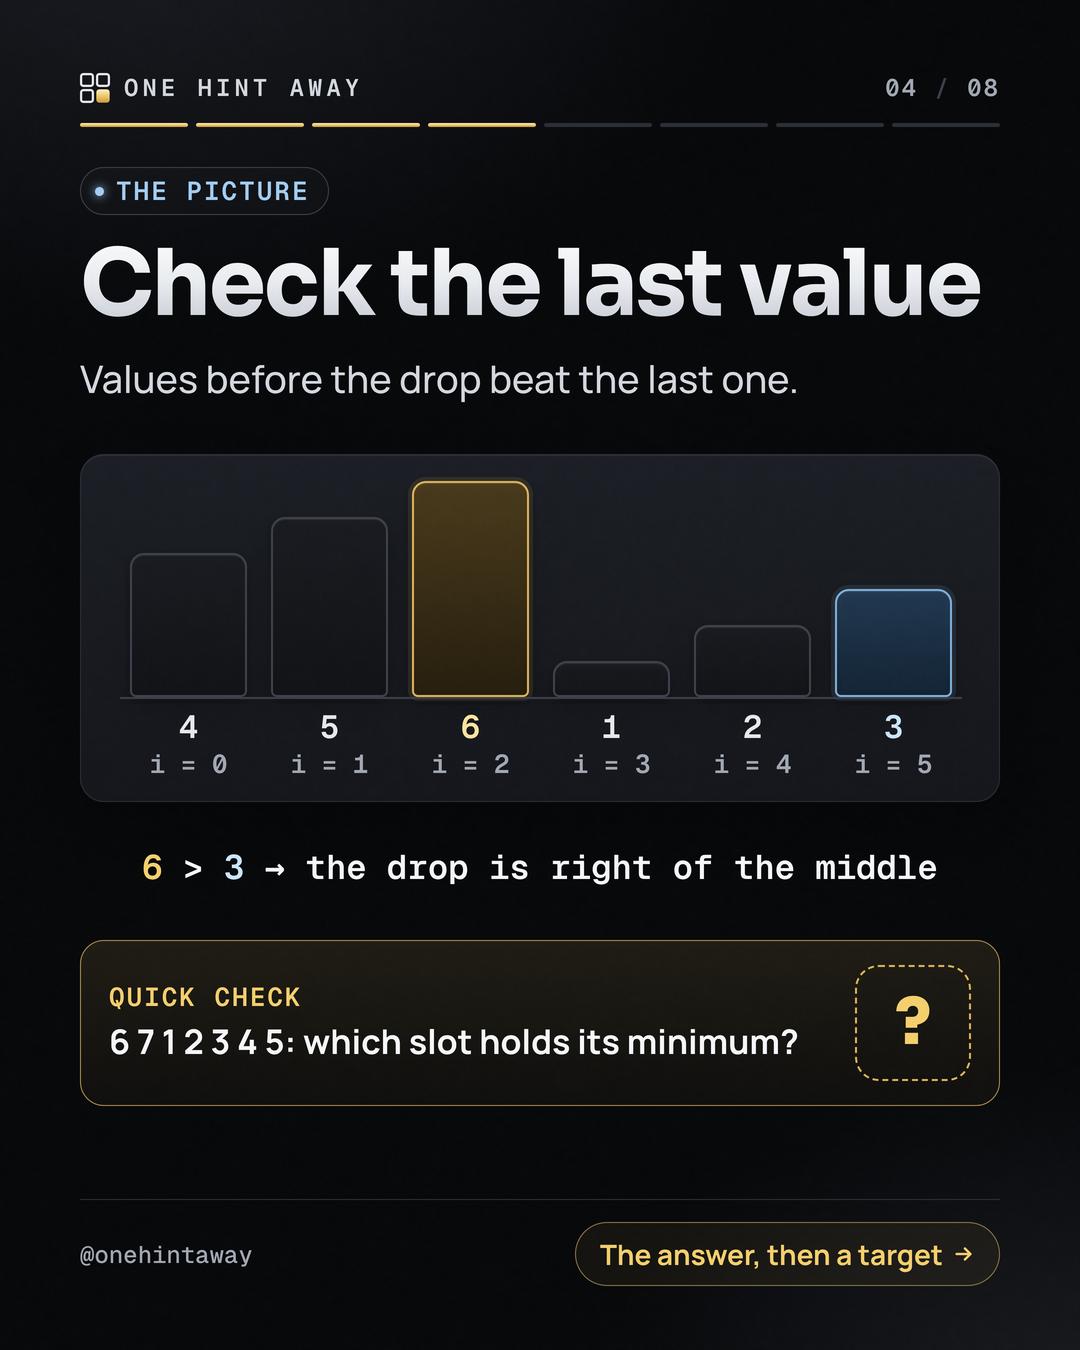 ONE HINT AWAY
04 / 08
THE PICTURE
Check the last value
Values before the drop beat the last one.
4 5 6 1 2 3
i = 0 i = 1 i = 2 i = 3 i = 4 i = 5
6 > 3 → the drop is right of the middle
QUICK CHECK
6 7 1 2 3 4 5: which slot holds its minimum?
?
@onehintaway
The answer, then a target →